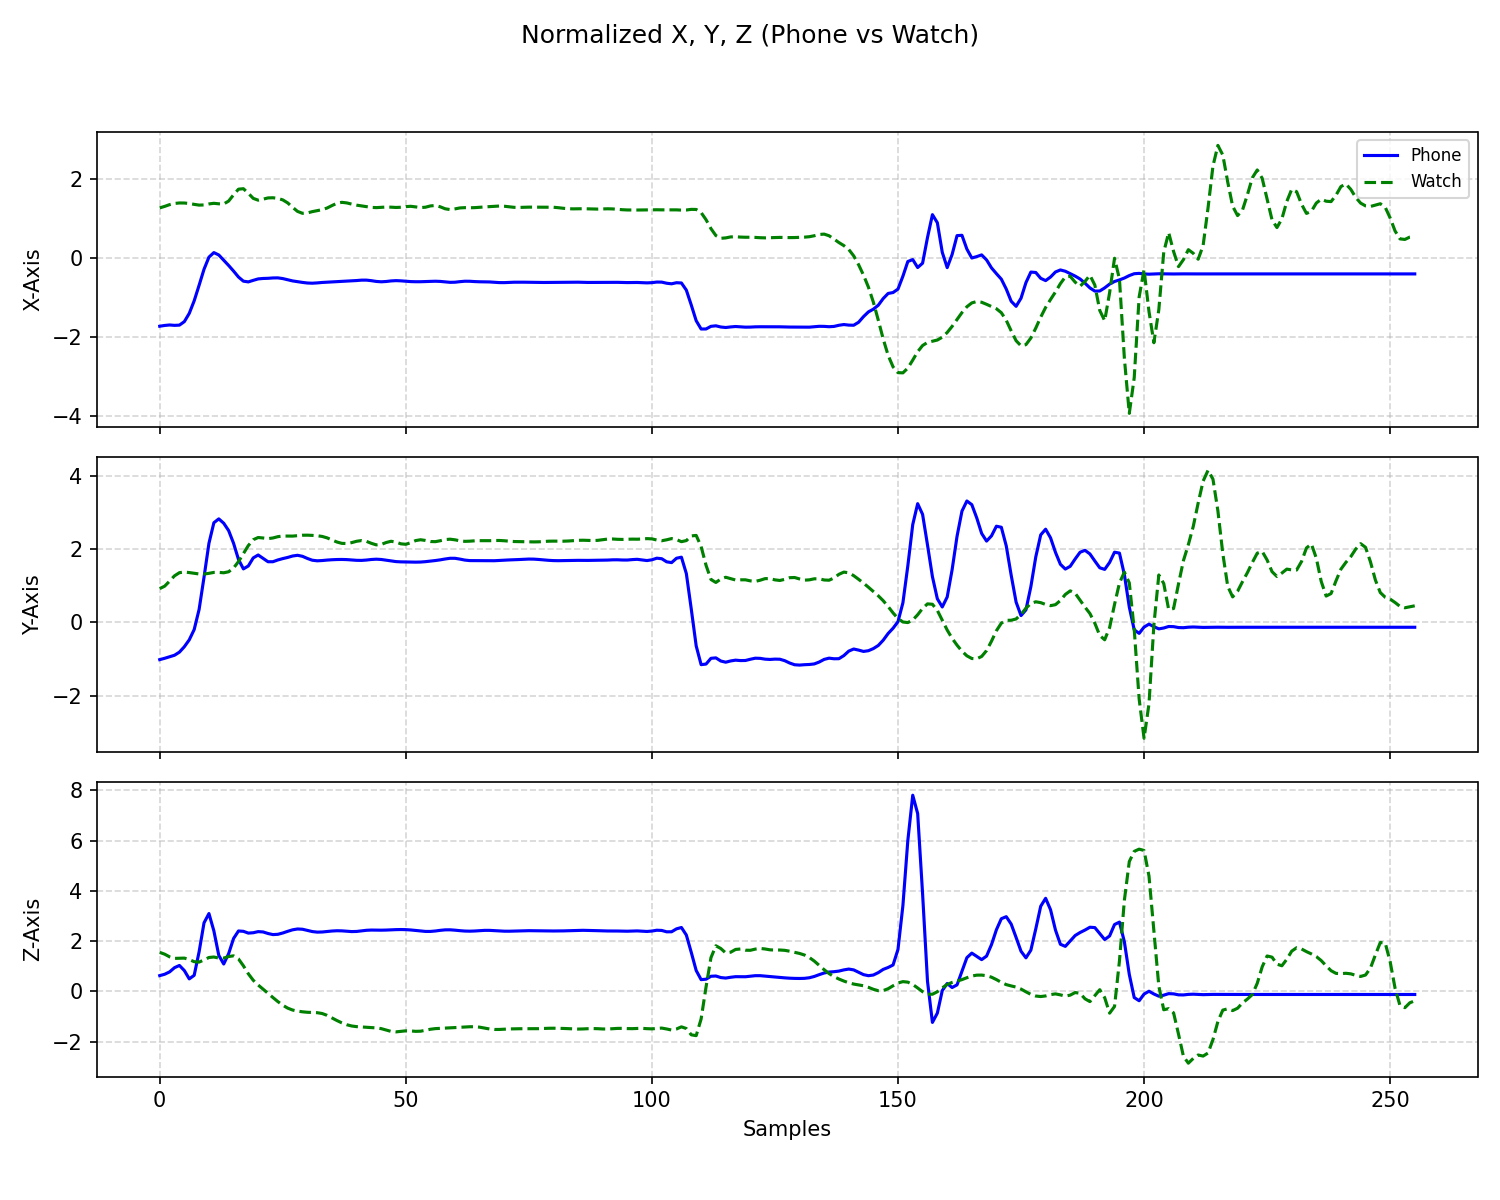 Normalized X, Y, Z (Phone vs Watch)
Phone
Watch
X-Axis
2
0
−2
−4
Y-Axis
4
2
0
−2
Z-Axis
8
6
4
2
0
−2
0 50 100 150 200 250
Samples